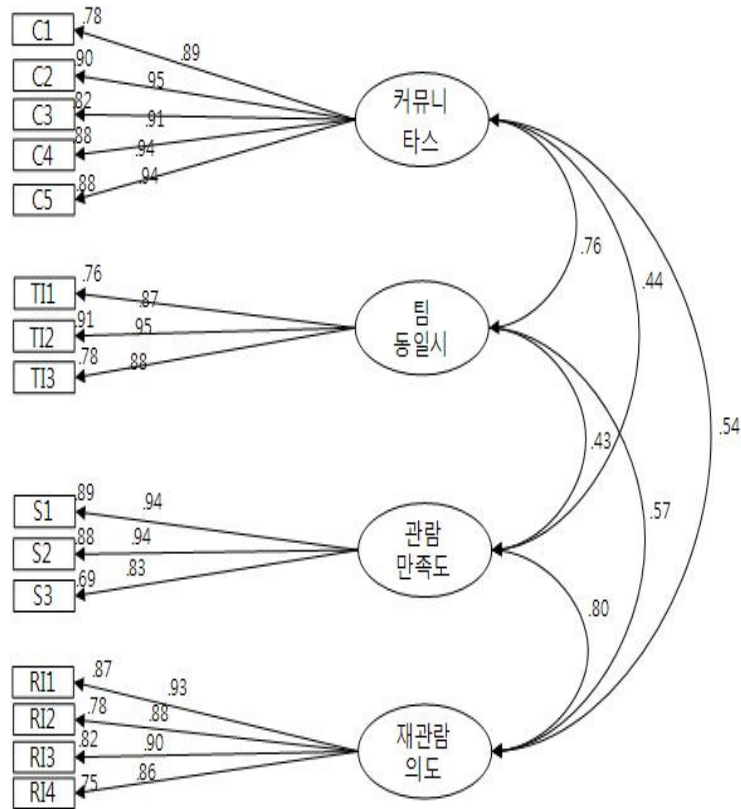 .78
C1
.89
.90
C2
.95
커뮤니
타스
.82
C3
.91
.88
C4
.94
.88
C5
.94
.76
.44
.76
TI1
.87
팀
동일시
.91
TI2
.95
.78
TI3
.88
.43
.54
.57
.89
S1
.94
관람
만족도
.88
S2
.94
.69
S3
.83
.80
.87
RI1
.93
.78
RI2
.88
재관람
의도
.82
RI3
.90
.75
RI4
.86